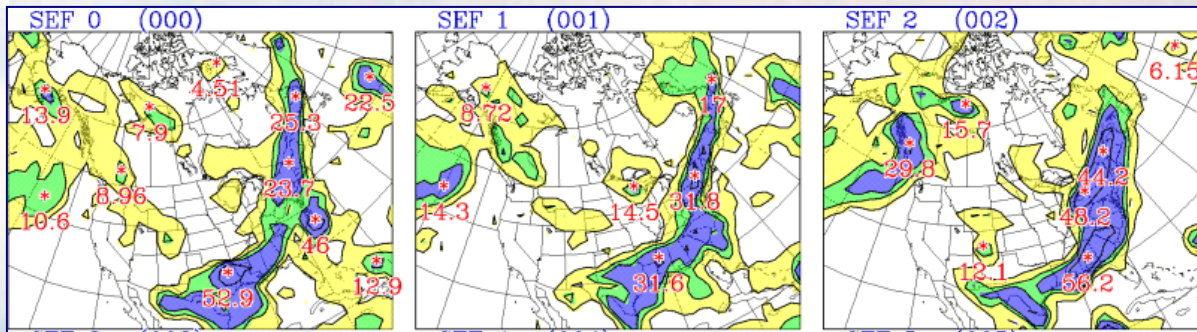 SEF 0 (000) SEF 1 (001) SEF 2 (002)
4.51 6.15
13.9 22.5 8.72 17
7.9 25.3 15.7
8.96 23.7 29.8 44.2
10.6 14.3 14.5 31.8 48.2
46
12.9 12.1
52.9 31.6 56.2